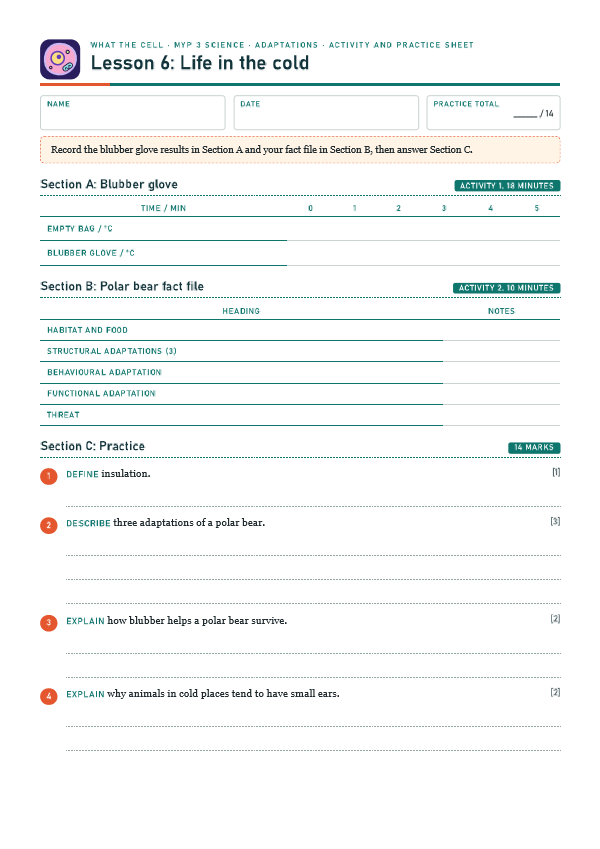 WHAT THE CELL · MYP 3 SCIENCE · ADAPTATIONS · ACTIVITY AND PRACTICE SHEET
Lesson 6: Life in the cold
NAME DATE PRACTICE TOTAL
_____ / 14
Record the blubber glove results in Section A and your fact file in Section B, then answer Section C.
Section A: Blubber glove ACTIVITY 1, 18 MINUTES
TIME / MIN 0 1 2 3 4 5
EMPTY BAG / °C
BLUBBER GLOVE / °C
Section B: Polar bear fact file ACTIVITY 2, 10 MINUTES
HEADING NOTES
HABITAT AND FOOD
STRUCTURAL ADAPTATIONS (3)
BEHAVIOURAL ADAPTATION
FUNCTIONAL ADAPTATION
THREAT
Section C: Practice 14 MARKS
1 DEFINE insulation. [1]
2 DESCRIBE three adaptations of a polar bear. [3]
3 EXPLAIN how blubber helps a polar bear survive. [2]
4 EXPLAIN why animals in cold places tend to have small ears. [2]